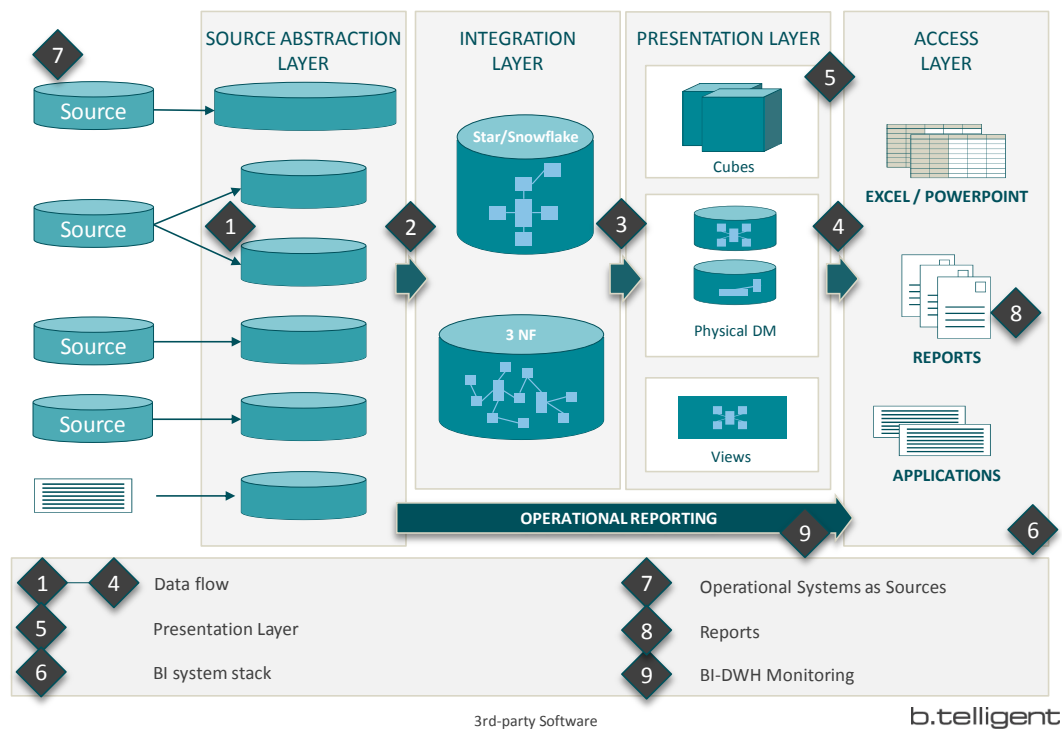 SOURCE ABSTRACTION
LAYER
INTEGRATION
LAYER
PRESENTATION LAYER
ACCESS
LAYER
7
5
Source
Star/Snowflake
Cubes
EXCEL / POWERPOINT
Source
1
2
3
4
8
Physical DM
3 NF
REPORTS
Source
Source
Views
APPLICATIONS
OPERATIONAL REPORTING
9
6
1
4
Data flow
7
Operational Systems as Sources
5
Presentation Layer
8
Reports
6
BI system stack
9
BI-DWH Monitoring
3rd-party Software
b.telligent